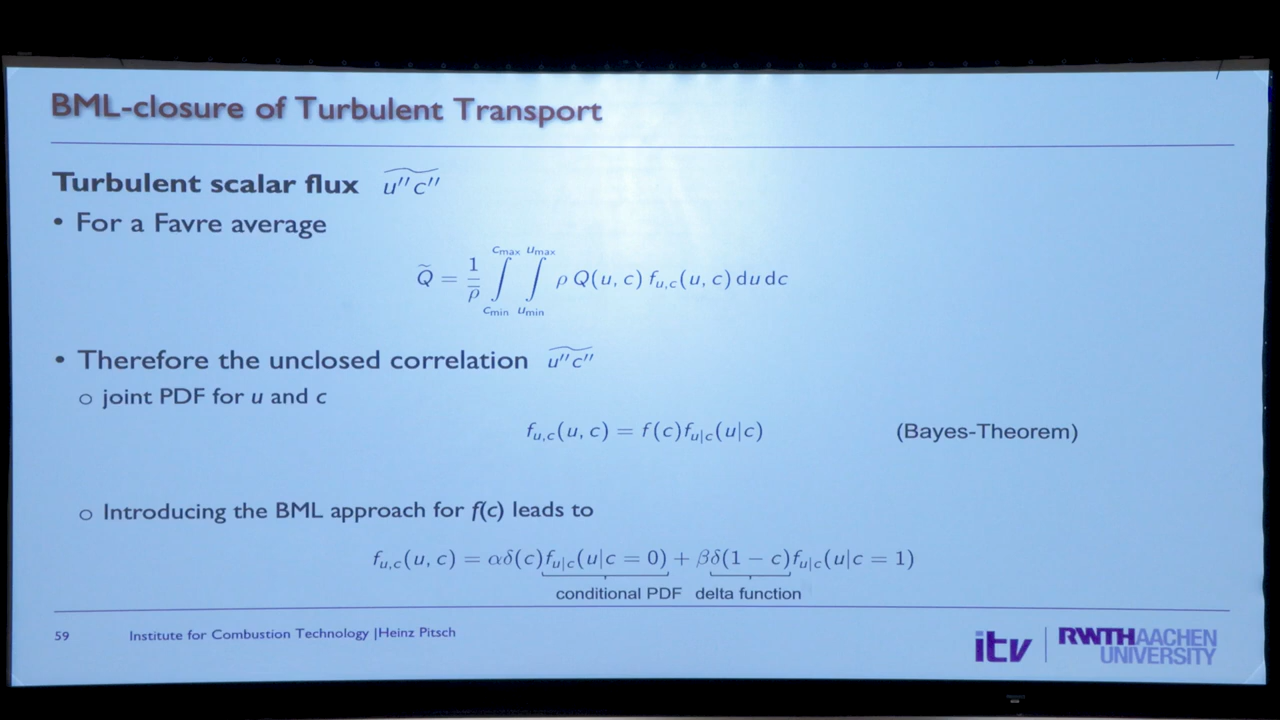 BML-closure of Turbulent Transport
Turbulent scalar flux $\widetilde{u''c''}$
• For a Favre average
$\widetilde{Q} = \frac{1}{\overline{\rho}} \int_{c_{min}}^{c_{max}} \int_{u_{min}}^{u_{max}} \rho \, Q(u, c) \, f_{u,c}(u, c) \, \mathrm{d}u \, \mathrm{d}c$
• Therefore the unclosed correlation $\widetilde{u''c''}$
o joint PDF for u and c
$f_{u,c}(u, c) = f(c) f_{u|c}(u|c)$ (Bayes-Theorem)
o Introducing the BML approach for f(c) leads to
$f_{u,c}(u, c) = \alpha\delta(c) f_{u|c}(u|c = 0) + \beta\delta(1 - c) f_{u|c}(u|c = 1)$
conditional PDF delta function
59 Institute for Combustion Technology |Heinz Pitsch
itv RWTHAACHEN
UNIVERSITY